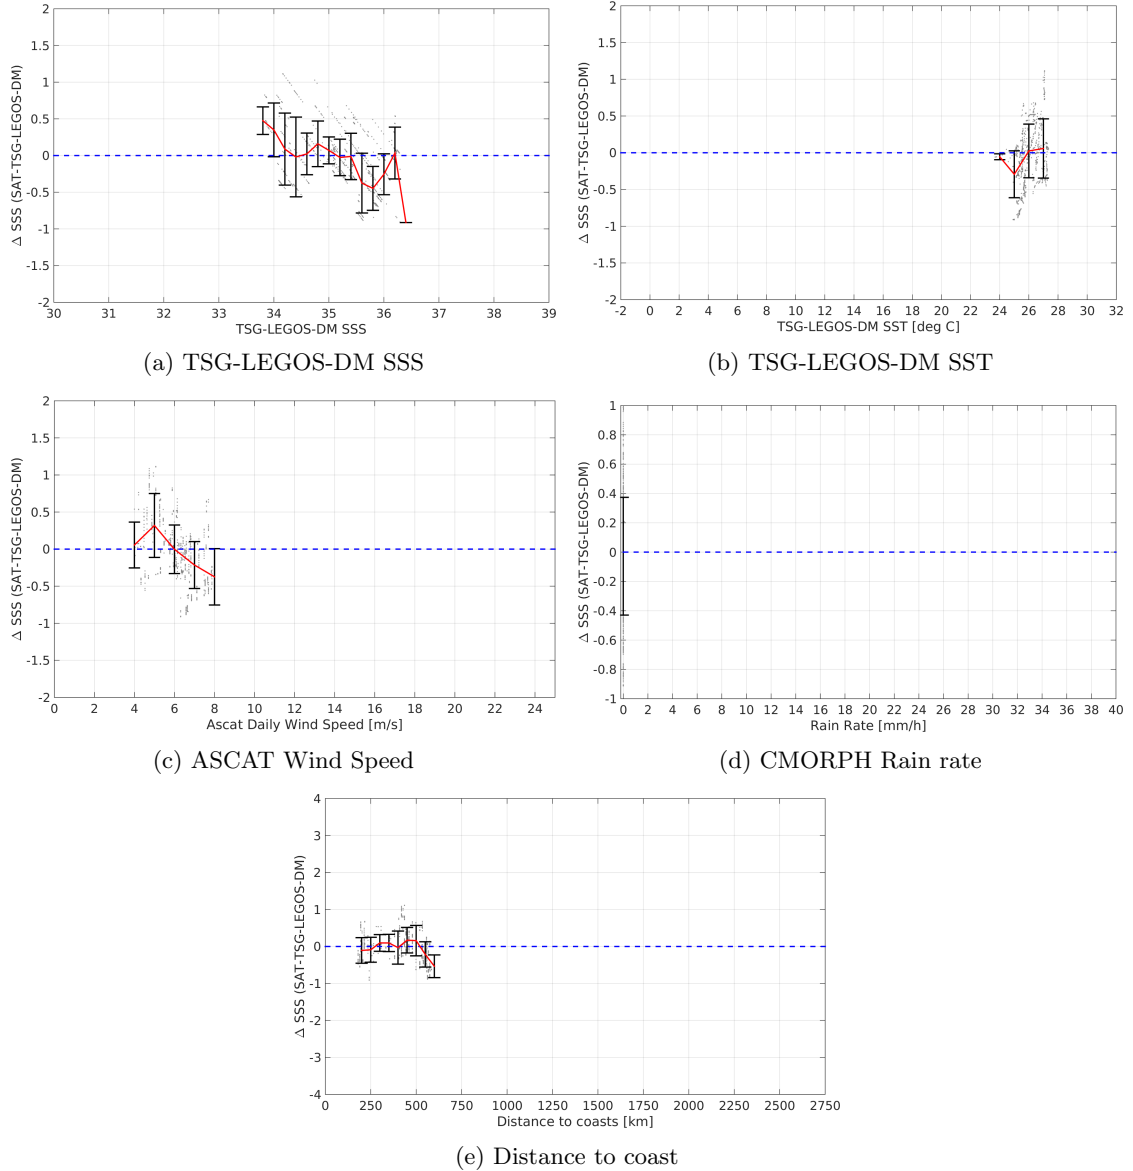 2
1.5
1
0.5
0
-0.5
-1
-1.5
-2
Δ SSS (SAT-TSG-LEGOS-DM)
30 31 32 33 34 35 36 37 38 39
TSG-LEGOS-DM SSS
(a) TSG-LEGOS-DM SSS
2
1.5
1
0.5
0
-0.5
-1
-1.5
-2
Δ SSS (SAT-TSG-LEGOS-DM)
-2 0 2 4 6 8 10 12 14 16 18 20 22 24 26 28 30 32
TSG-LEGOS-DM SST [deg C]
(b) TSG-LEGOS-DM SST
2
1.5
1
0.5
0
-0.5
-1
-1.5
-2
Δ SSS (SAT-TSG-LEGOS-DM)
0 2 4 6 8 10 12 14 16 18 20 22 24
Ascat Daily Wind Speed [m/s]
(c) ASCAT Wind Speed
1
0.8
0.6
0.4
0.2
0
-0.2
-0.4
-0.6
-0.8
-1
Δ SSS (SAT-TSG-LEGOS-DM)
0 2 4 6 8 10 12 14 16 18 20 22 24 26 28 30 32 34 36 38 40
Rain Rate [mm/h]
(d) CMORPH Rain rate
4
3
2
1
0
-1
-2
-3
-4
Δ SSS (SAT-TSG-LEGOS-DM)
0 250 500 750 1000 1250 1500 1750 2000 2250 2500 2750
Distance to coasts [km]
(e) Distance to coast